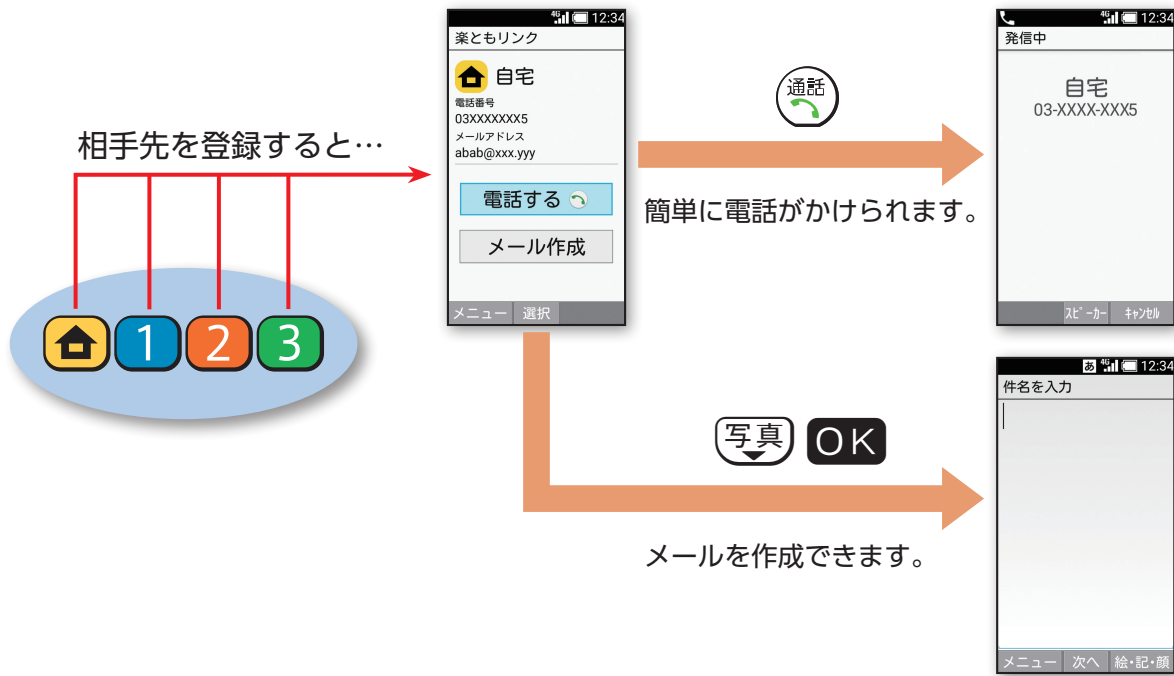 相手先を登録すると…
1
2
3
4G 12:34
楽ともリンク
自宅
電話番号
03XXXXXXX5
メールアドレス
abab@xxx.yyy
電話する
メール作成
メニュー 選択
通話
簡単に電話がかけられます。
4G 12:34
発信中
自宅
03-XXXX-XXX5
ｽﾋﾟｰｶｰ ｷｬﾝｾﾙ
写真 OK
メールを作成できます。
あ 4G 12:34
件名を入力
メニュー 次へ 絵・記・顔